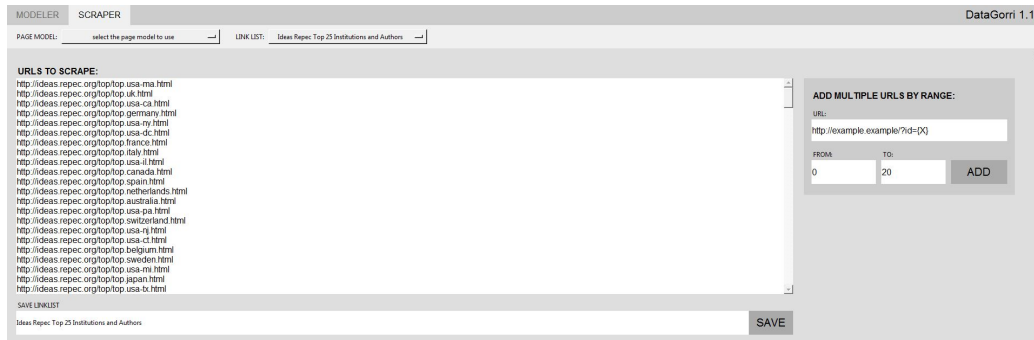 MODELER SCRAPER DataGorri 1.1
PAGE MODEL: select the page model to use LINK LIST: Ideas Repec Top 25 Institutions and Authors
URLS TO SCRAPE:
http://ideas.repec.org/top/top.usa-ma.html
http://ideas.repec.org/top/top.uk.html
http://ideas.repec.org/top/top.usa-ca.html
http://ideas.repec.org/top/top.germany.html
http://ideas.repec.org/top/top.usa-ny.html
http://ideas.repec.org/top/top.usa-dc.html
http://ideas.repec.org/top/top.france.html
http://ideas.repec.org/top/top.italy.html
http://ideas.repec.org/top/top.usa-il.html
http://ideas.repec.org/top/top.canada.html
http://ideas.repec.org/top/top.spain.html
http://ideas.repec.org/top/top.netherlands.html
http://ideas.repec.org/top/top.australia.html
http://ideas.repec.org/top/top.usa-pa.html
http://ideas.repec.org/top/top.switzerland.html
http://ideas.repec.org/top/top.usa-nj.html
http://ideas.repec.org/top/top.usa-ct.html
http://ideas.repec.org/top/top.belgium.html
http://ideas.repec.org/top/top.sweden.html
http://ideas.repec.org/top/top.usa-mi.html
http://ideas.repec.org/top/top.japan.html
http://ideas.repec.org/top/top.usa-tx.html
SAVE LINKLIST
Ideas Repec Top 25 Institutions and Authors SAVE
ADD MULTIPLE URLS BY RANGE:
URL:
http://example.example/?id={X}
FROM: TO:
0 20 ADD